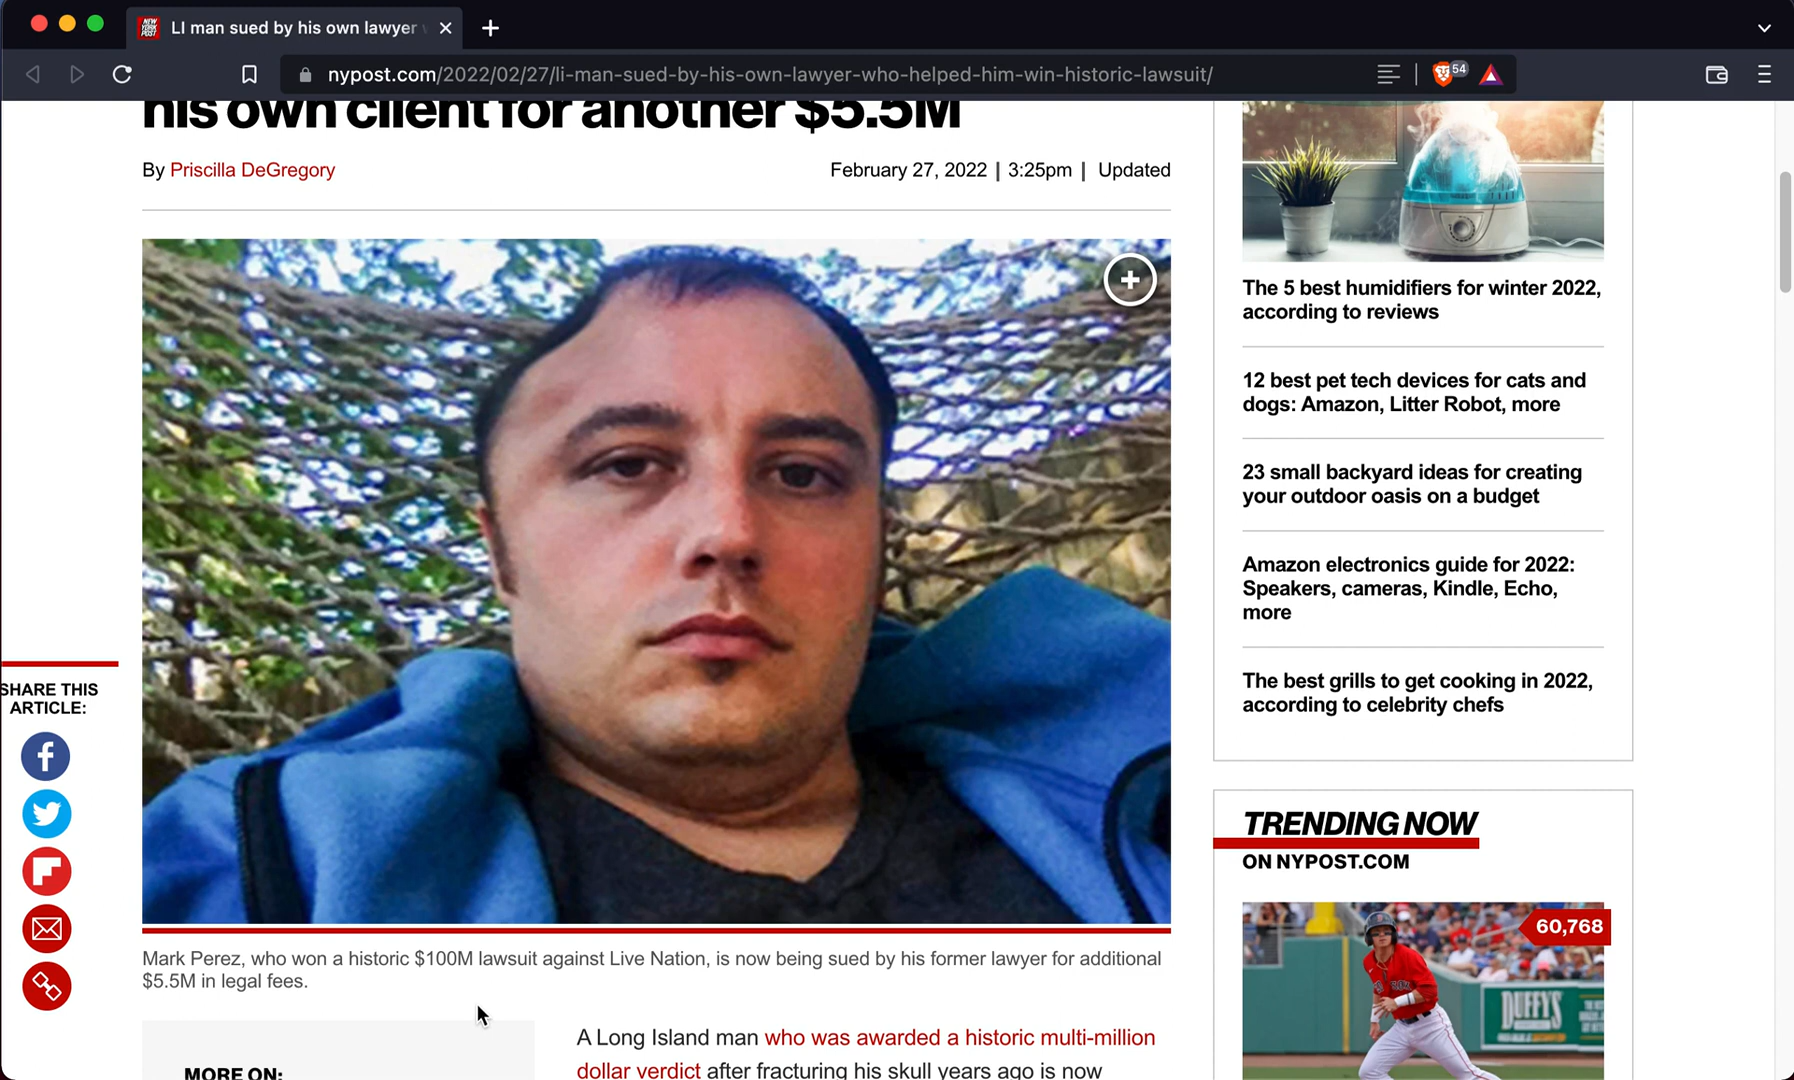 NEW
YORK
POST
LI man sued by his own lawyer
nypost.com/2022/02/27/li-man-sued-by-his-own-lawyer-who-helped-him-win-historic-lawsuit/
54
his own client for another $5.5M
By Priscilla DeGregory
February 27, 2022 | 3:25pm | Updated
SHARE THIS
ARTICLE:
Mark Perez, who won a historic $100M lawsuit against Live Nation, is now being sued by his former lawyer for additional
$5.5M in legal fees.
MORE ON:
A Long Island man who was awarded a historic multi-million
dollar verdict after fracturing his skull years ago is now
The 5 best humidifiers for winter 2022,
according to reviews
12 best pet tech devices for cats and
dogs: Amazon, Litter Robot, more
23 small backyard ideas for creating
your outdoor oasis on a budget
Amazon electronics guide for 2022:
Speakers, cameras, Kindle, Echo,
more
The best grills to get cooking in 2022,
according to celebrity chefs
TRENDING NOW
ON NYPOST.COM
60,768
DUFFY'S